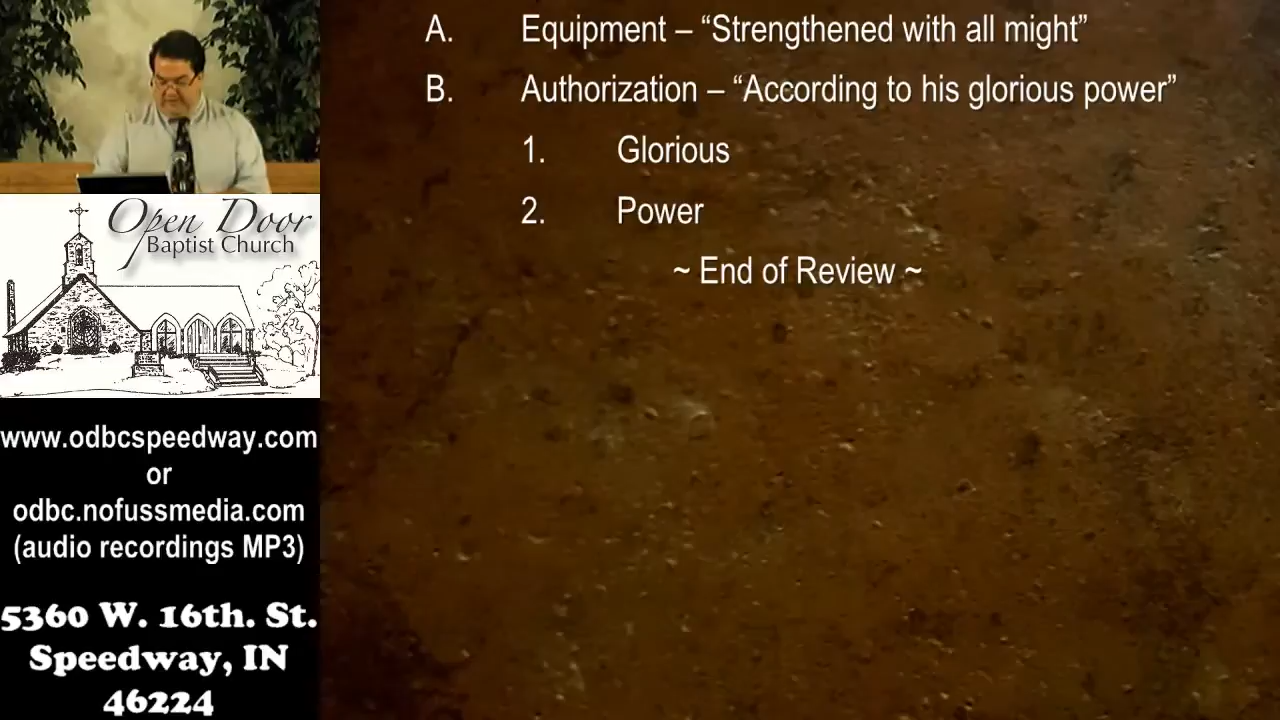 A. Equipment – “Strengthened with all might”
B. Authorization – “According to his glorious power”
1. Glorious
2. Power
~ End of Review ~
Open Door
Baptist Church
www.odbcspeedway.com
or
odbc.nofussmedia.com
(audio recordings MP3)
5360 W. 16th. St.
Speedway, IN
46224